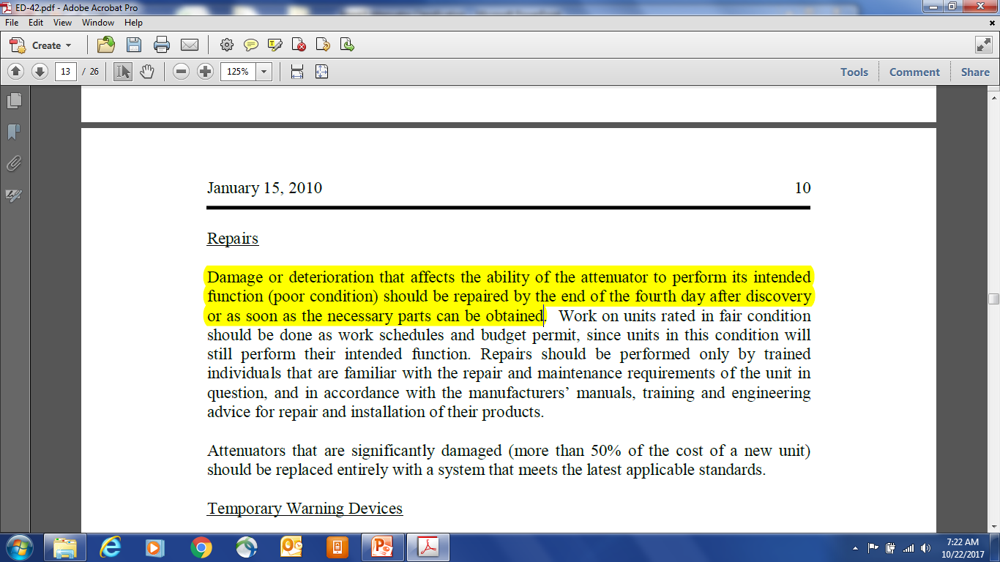 ED-42.pdf - Adobe Acrobat Pro
File Edit View Window Help
Create
13 / 26 125% Tools Comment Share
January 15, 2010 10
Repairs
Damage or deterioration that affects the ability of the attenuator to perform its intended
function (poor condition) should be repaired by the end of the fourth day after discovery
or as soon as the necessary parts can be obtained. Work on units rated in fair condition
should be done as work schedules and budget permit, since units in this condition will
still perform their intended function. Repairs should be performed only by trained
individuals that are familiar with the repair and maintenance requirements of the unit in
question, and in accordance with the manufacturers’ manuals, training and engineering
advice for repair and installation of their products.
Attenuators that are significantly damaged (more than 50% of the cost of a new unit)
should be replaced entirely with a system that meets the latest applicable standards.
Temporary Warning Devices
7:22 AM
10/22/2017